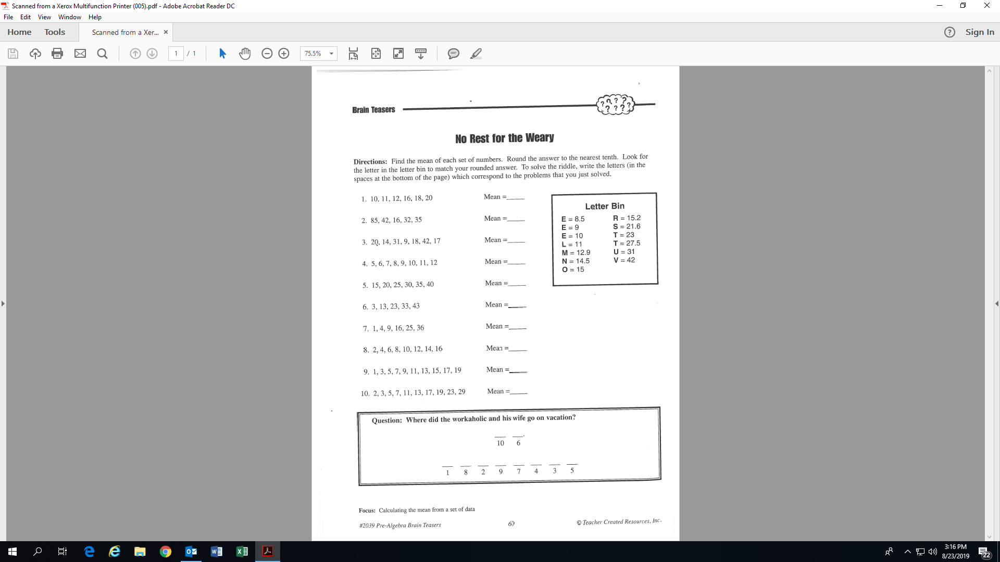 Scanned from a Xerox Multifunction Printer (005).pdf - Adobe Acrobat Reader DC
File Edit View Window Help
Home Tools Scanned from a Xer... × ? Sign In
1 / 1 75.5%
Brain Teasers
No Rest for the Weary
Directions: Find the mean of each set of numbers. Round the answer to the nearest tenth. Look for
the letter in the letter bin to match your rounded answer. To solve the riddle, write the letters (in the
spaces at the bottom of the page) which correspond to the problems that you just solved.
1. 10, 11, 12, 16, 18, 20 Mean =_____
2. 85, 42, 16, 32, 35 Mean =_____
3. 20, 14, 31, 9, 18, 42, 17 Mean =_____
4. 5, 6, 7, 8, 9, 10, 11, 12 Mean =_____
5. 15, 20, 25, 30, 35, 40 Mean =_____
6. 3, 13, 23, 33, 43 Mean =_____
7. 1, 4, 9, 16, 25, 36 Mean =_____
8. 2, 4, 6, 8, 10, 12, 14, 16 Mean =_____
9. 1, 3, 5, 7, 9, 11, 13, 15, 17, 19 Mean =_____
10. 2, 3, 5, 7, 11, 13, 17, 19, 23, 29 Mean =_____
Letter Bin
E = 8.5 R = 15.2
E = 9 S = 21.6
E = 10 T = 23
L = 11 T = 27.5
M = 12.9 U = 31
N = 14.5 V = 42
O = 15
Question: Where did the workaholic and his wife go on vacation?
10 6
1 8 2 9 7 4 3 5
Focus: Calculating the mean from a set of data
#2039 Pre-Algebra Brain Teasers 60 © Teacher Created Resources, Inc.
3:16 PM
8/23/2019
22